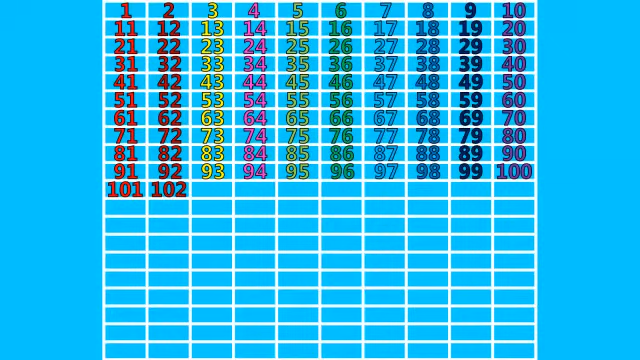 1 2 3 4 5 6 7 8 9 10
11 12 13 14 15 16 17 18 19 20
21 22 23 24 25 26 27 28 29 30
31 32 33 34 35 36 37 38 39 40
41 42 43 44 45 46 47 48 49 50
51 52 53 54 55 56 57 58 59 60
61 62 63 64 65 66 67 68 69 70
71 72 73 74 75 76 77 78 79 80
81 82 83 84 85 86 87 88 89 90
91 92 93 94 95 96 97 98 99 100
101 102